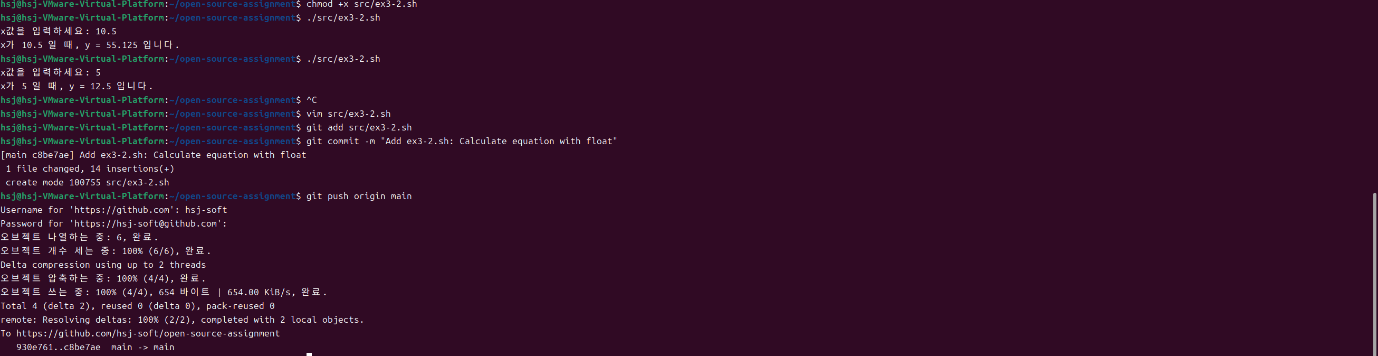 hsj@hsj-VMware-Virtual-Platform:~/open-source-assignment$ chmod +x src/ex3-2.sh
hsj@hsj-VMware-Virtual-Platform:~/open-source-assignment$ ./src/ex3-2.sh
x값을 입력하세요: 10.5
x가 10.5 일 때, y = 55.125 입니다.
hsj@hsj-VMware-Virtual-Platform:~/open-source-assignment$ ./src/ex3-2.sh
x값을 입력하세요: 5
x가 5 일 때, y = 12.5 입니다.
hsj@hsj-VMware-Virtual-Platform:~/open-source-assignment$ ^C
hsj@hsj-VMware-Virtual-Platform:~/open-source-assignment$ vim src/ex3-2.sh
hsj@hsj-VMware-Virtual-Platform:~/open-source-assignment$ git add src/ex3-2.sh
hsj@hsj-VMware-Virtual-Platform:~/open-source-assignment$ git commit -m "Add ex3-2.sh: Calculate equation with float"
[main c8be7ae] Add ex3-2.sh: Calculate equation with float
 1 file changed, 14 insertions(+)
 create mode 100755 src/ex3-2.sh
hsj@hsj-VMware-Virtual-Platform:~/open-source-assignment$ git push origin main
Username for 'https://github.com': hsj-soft
Password for 'https://hsj-soft@github.com':
오브젝트 나열하는 중: 6, 완료.
오브젝트 개수 세는 중: 100% (6/6), 완료.
Delta compression using up to 2 threads
오브젝트 압축하는 중: 100% (4/4), 완료.
오브젝트 쓰는 중: 100% (4/4), 654 바이트 | 654.00 KiB/s, 완료.
Total 4 (delta 2), reused 0 (delta 0), pack-reused 0
remote: Resolving deltas: 100% (2/2), completed with 2 local objects.
To https://github.com/hsj-soft/open-source-assignment
   930e761..c8be7ae  main -> main